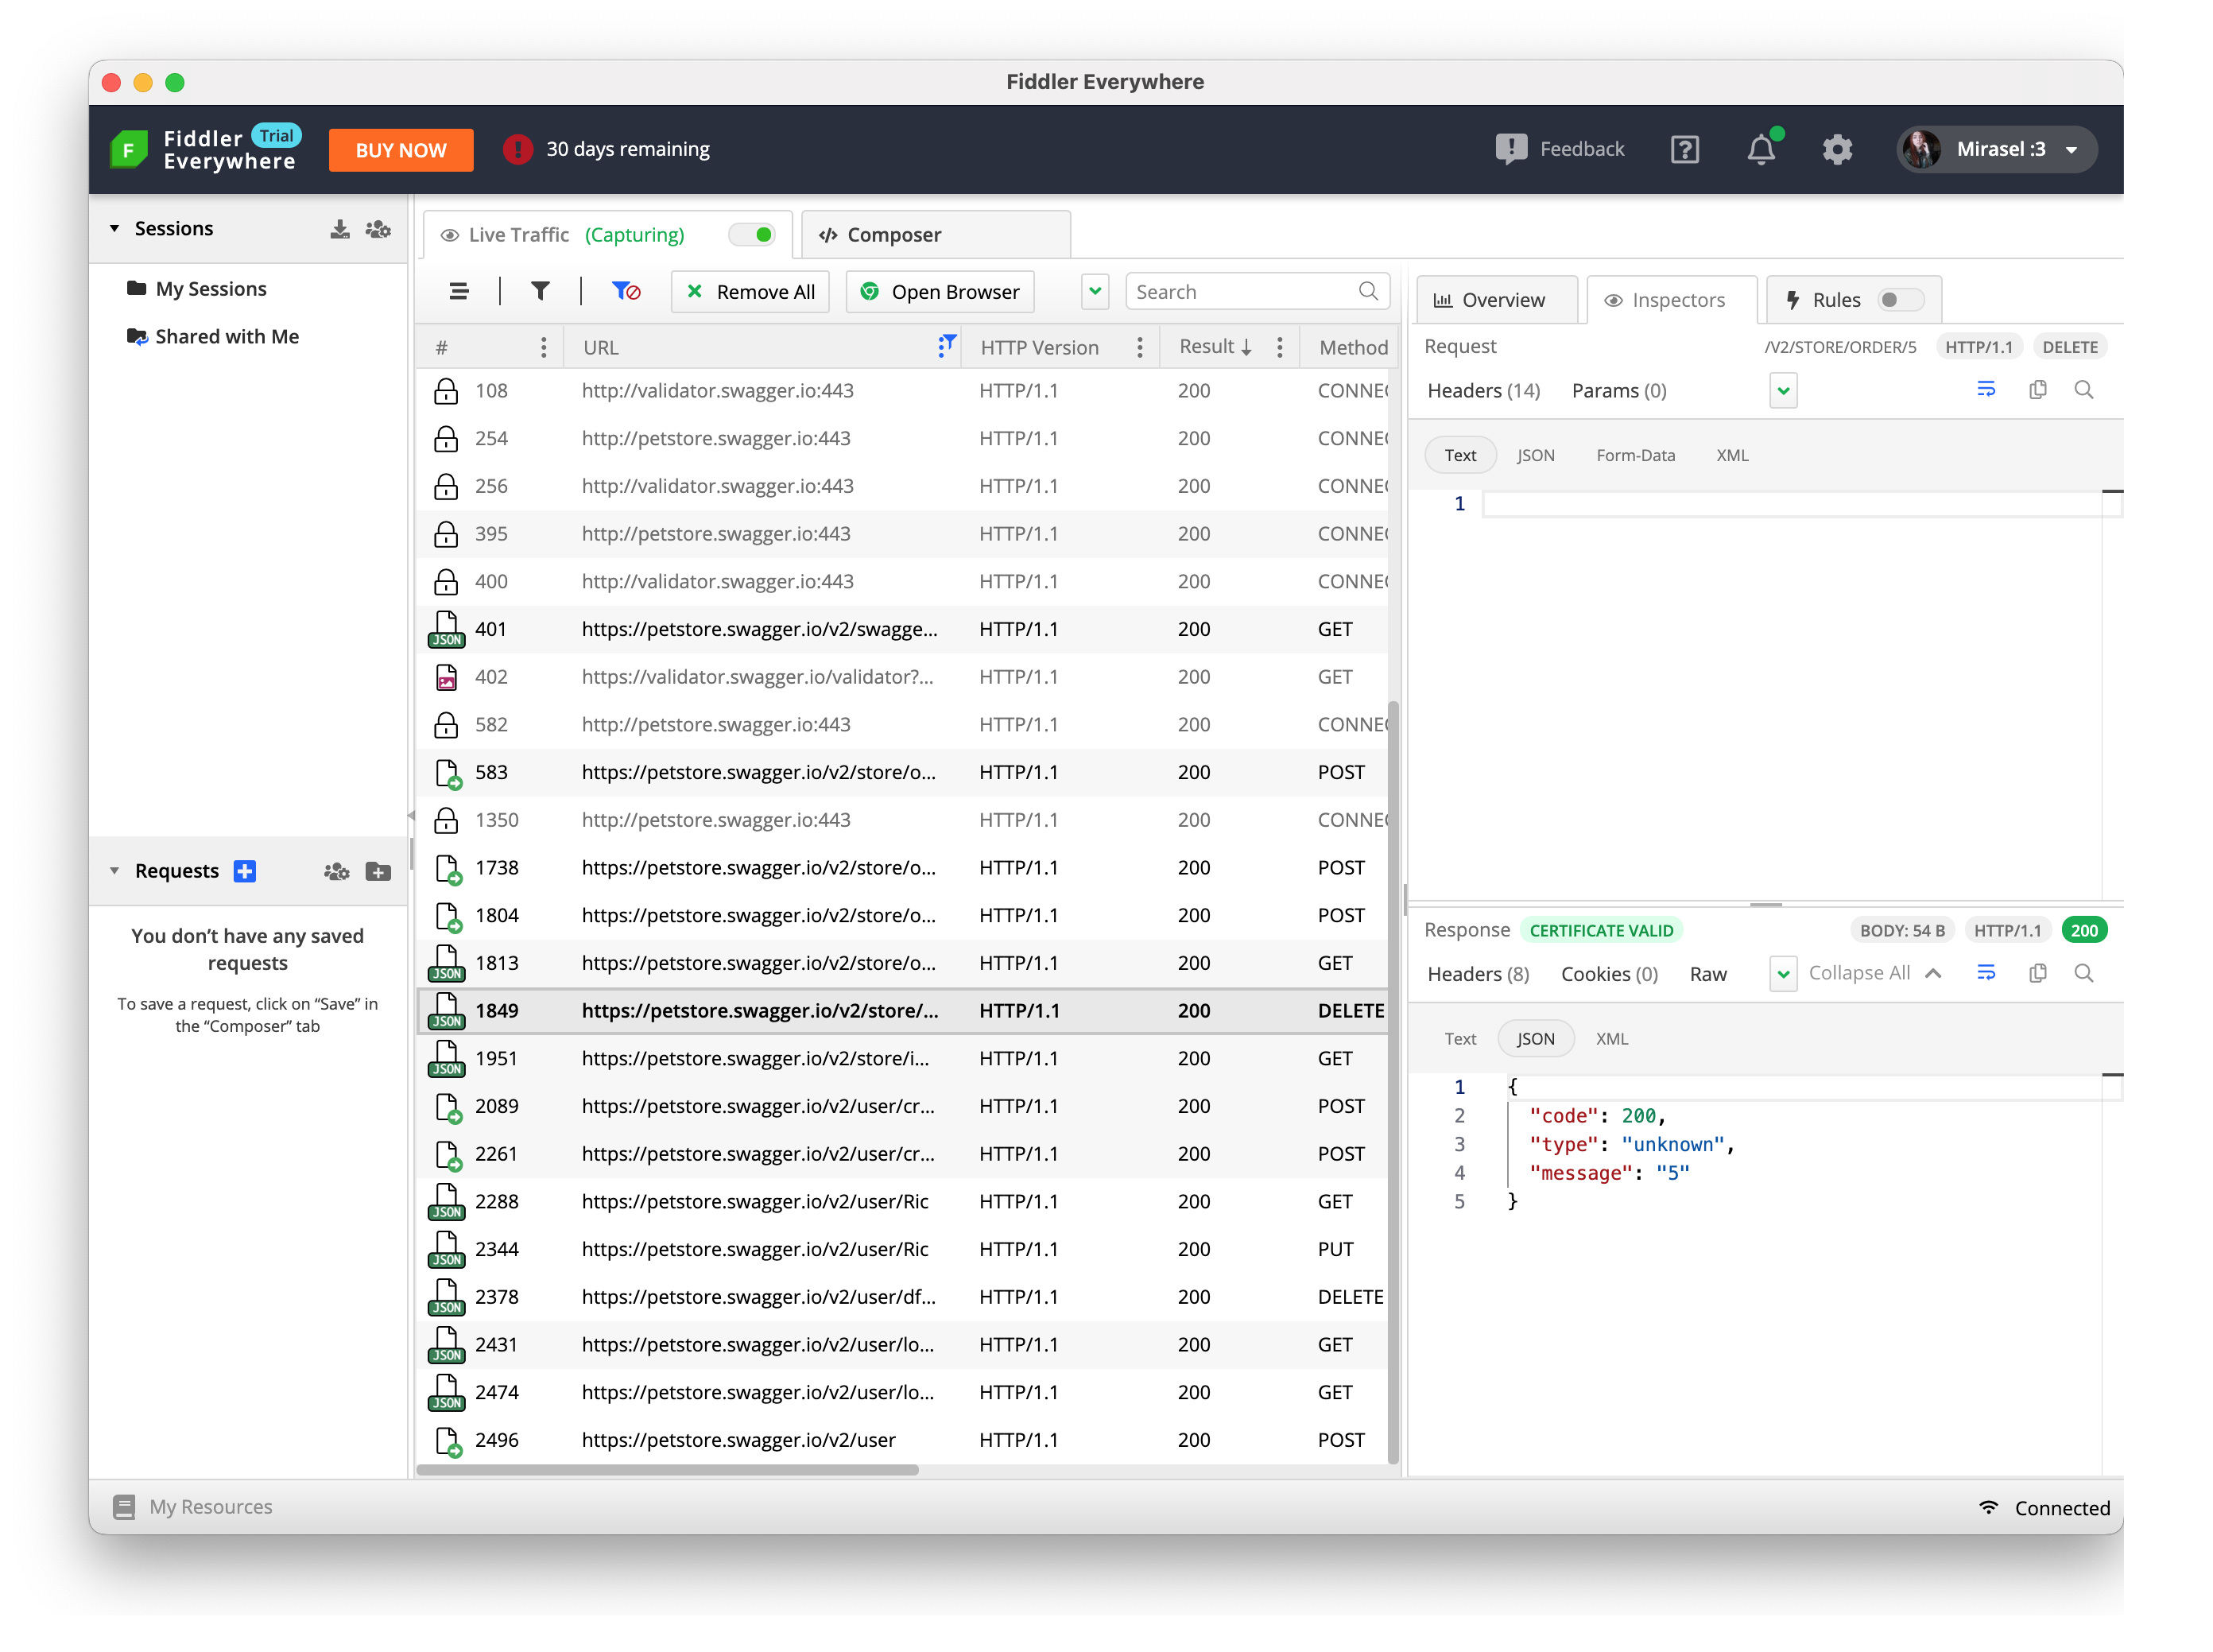 Fiddler Everywhere
Fiddler Trial
Everywhere
BUY NOW
30 days remaining
Feedback
Mirasel :3
Sessions
My Sessions
Shared with Me
Requests
You don't have any saved
requests
To save a request, click on “Save” in
the “Composer” tab
Live Traffic (Capturing)
Composer
Remove All
Open Browser
Search
# URL HTTP Version Result Method
108 http://validator.swagger.io:443 HTTP/1.1 200 CONNEC
254 http://petstore.swagger.io:443 HTTP/1.1 200 CONNEC
256 http://validator.swagger.io:443 HTTP/1.1 200 CONNEC
395 http://petstore.swagger.io:443 HTTP/1.1 200 CONNEC
400 http://validator.swagger.io:443 HTTP/1.1 200 CONNEC
JSON 401 https://petstore.swagger.io/v2/swagge... HTTP/1.1 200 GET
402 https://validator.swagger.io/validator?... HTTP/1.1 200 GET
582 http://petstore.swagger.io:443 HTTP/1.1 200 CONNEC
583 https://petstore.swagger.io/v2/store/o... HTTP/1.1 200 POST
1350 http://petstore.swagger.io:443 HTTP/1.1 200 CONNEC
1738 https://petstore.swagger.io/v2/store/o... HTTP/1.1 200 POST
1804 https://petstore.swagger.io/v2/store/o... HTTP/1.1 200 POST
JSON 1813 https://petstore.swagger.io/v2/store/o... HTTP/1.1 200 GET
JSON 1849 https://petstore.swagger.io/v2/store/... HTTP/1.1 200 DELETE
JSON 1951 https://petstore.swagger.io/v2/store/i... HTTP/1.1 200 GET
2089 https://petstore.swagger.io/v2/user/cr... HTTP/1.1 200 POST
2261 https://petstore.swagger.io/v2/user/cr... HTTP/1.1 200 POST
JSON 2288 https://petstore.swagger.io/v2/user/Ric HTTP/1.1 200 GET
JSON 2344 https://petstore.swagger.io/v2/user/Ric HTTP/1.1 200 PUT
JSON 2378 https://petstore.swagger.io/v2/user/df... HTTP/1.1 200 DELETE
JSON 2431 https://petstore.swagger.io/v2/user/lo... HTTP/1.1 200 GET
JSON 2474 https://petstore.swagger.io/v2/user/lo... HTTP/1.1 200 GET
2496 https://petstore.swagger.io/v2/user HTTP/1.1 200 POST
Overview
Inspectors
Rules
Request /V2/STORE/ORDER/5 HTTP/1.1 DELETE
Headers (14) Params (0)
Text JSON Form-Data XML
1
Response CERTIFICATE VALID BODY: 54 B HTTP/1.1 200
Headers (8) Cookies (0) Raw Collapse All
Text JSON XML
1 {
2 "code": 200,
3 "type": "unknown",
4 "message": "5"
5 }
My Resources
Connected